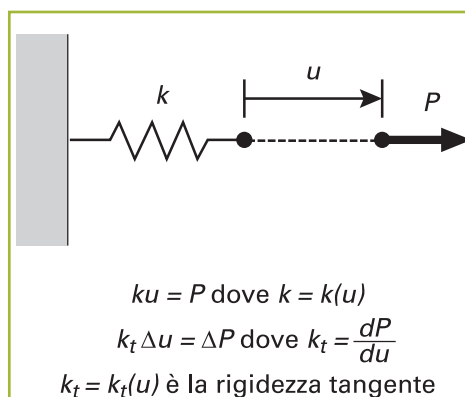 u
k
P
ku = P dove k = k(u)
k_t Δu = ΔP dove k_t = dP/du
k_t = k_t(u) è la rigidezza tangente